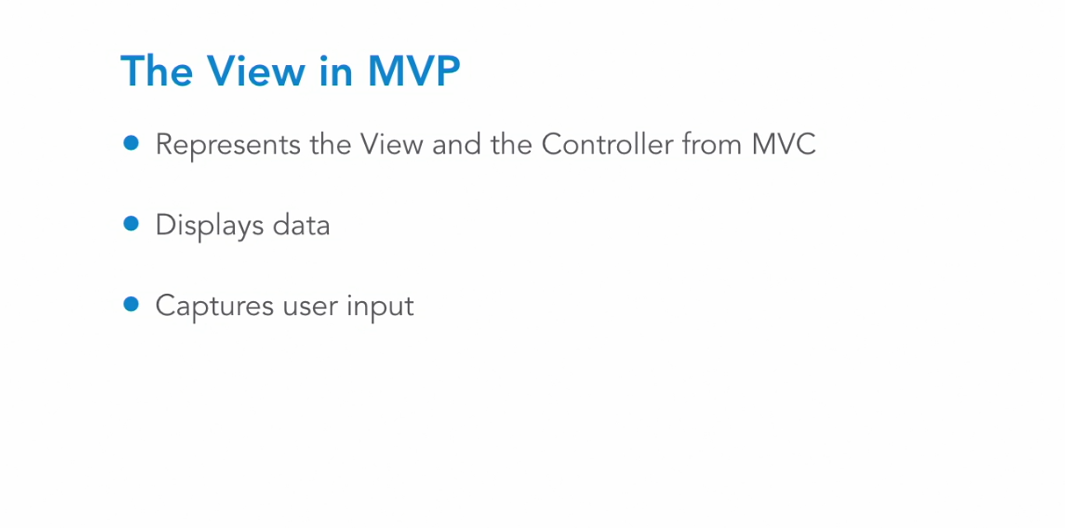 The View in MVP
• Represents the View and the Controller from MVC
• Displays data
• Captures user input